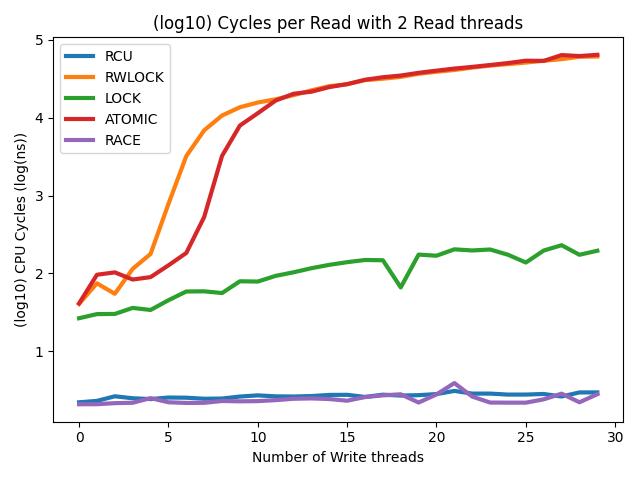 (log10) Cycles per Read with 2 Read threads
(log10) CPU Cycles (log(ns))
5
4
3
2
1
RCU
RWLOCK
LOCK
ATOMIC
RACE
0 5 10 15 20 25 30
Number of Write threads